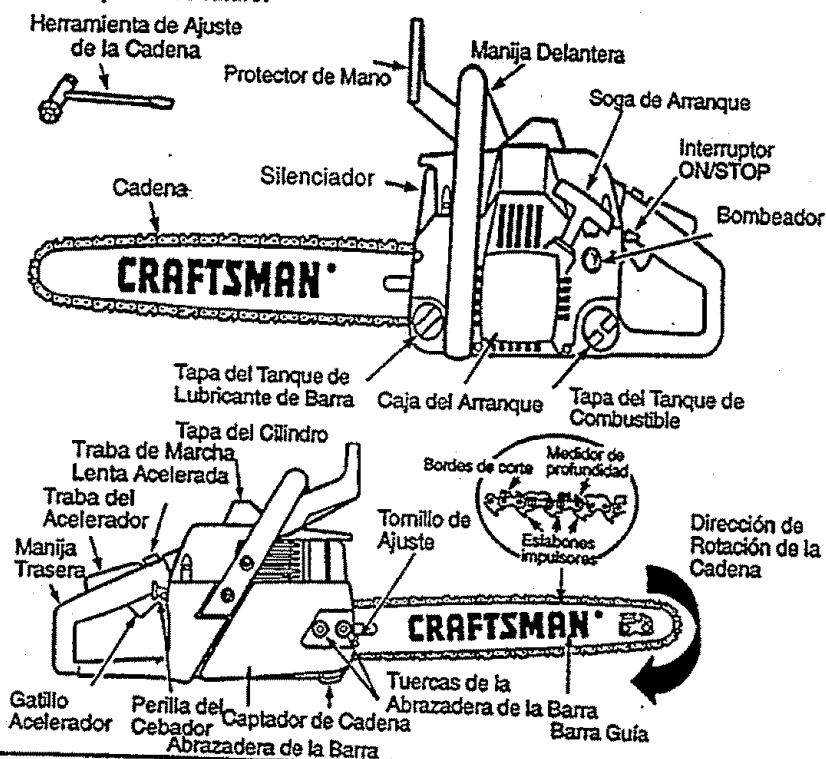 Herramienta de Ajuste
de la Cadena
Protector de Mano
Manija Delantera
Soga de Arranque
Interruptor
ON/STOP
Silenciador
Cadena
Bombeador
CRAFTSMAN
Tapa del Tanque de
Lubricante de Barra
Caja del Arranque
Tapa del Tanque de
Combustible
Tapa del Cilindro
Traba de Marcha
Lenta Acelerada
Traba del
Acelerador
Manija
Trasera
Tornillo de
Ajuste
Bordes de corte
Medidor de
profundidad
Eslabones
impulsores
Dirección de
Rotación de la
Cadena
CRAFTSMAN
Gatillo
Acelerador
Perilla del
Cebador
Captador de Cadena
Abrazadera de la Barra
Tuercas de la
Abrazadera de la Barra
Barra Guía